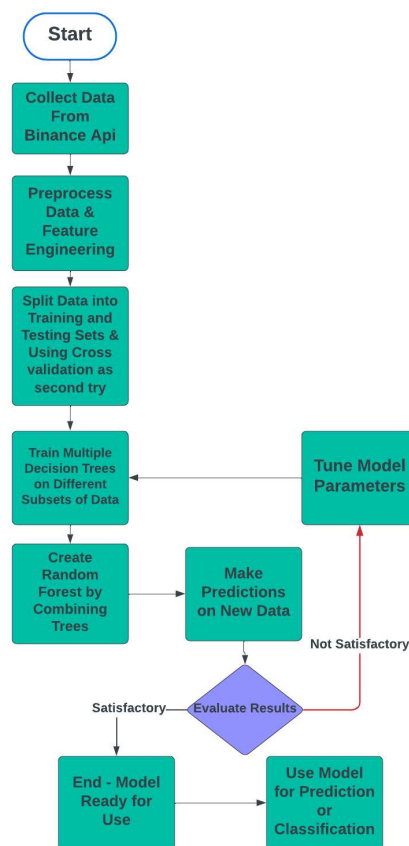 Start
Collect Data
From
Binance Api
Preprocess
Data &
Feature
Engineering
Split Data into
Training and
Testing Sets &
Using Cross
validation as
second try
Train Multiple
Decision Trees
on Different
Subsets of Data
Tune Model
Parameters
Create
Random
Forest by
Combining
Trees
Make
Predictions
on New Data
Not Satisfactory
Evaluate Results
Satisfactory
End - Model
Ready for
Use
Use Model
for Prediction
or
Classification